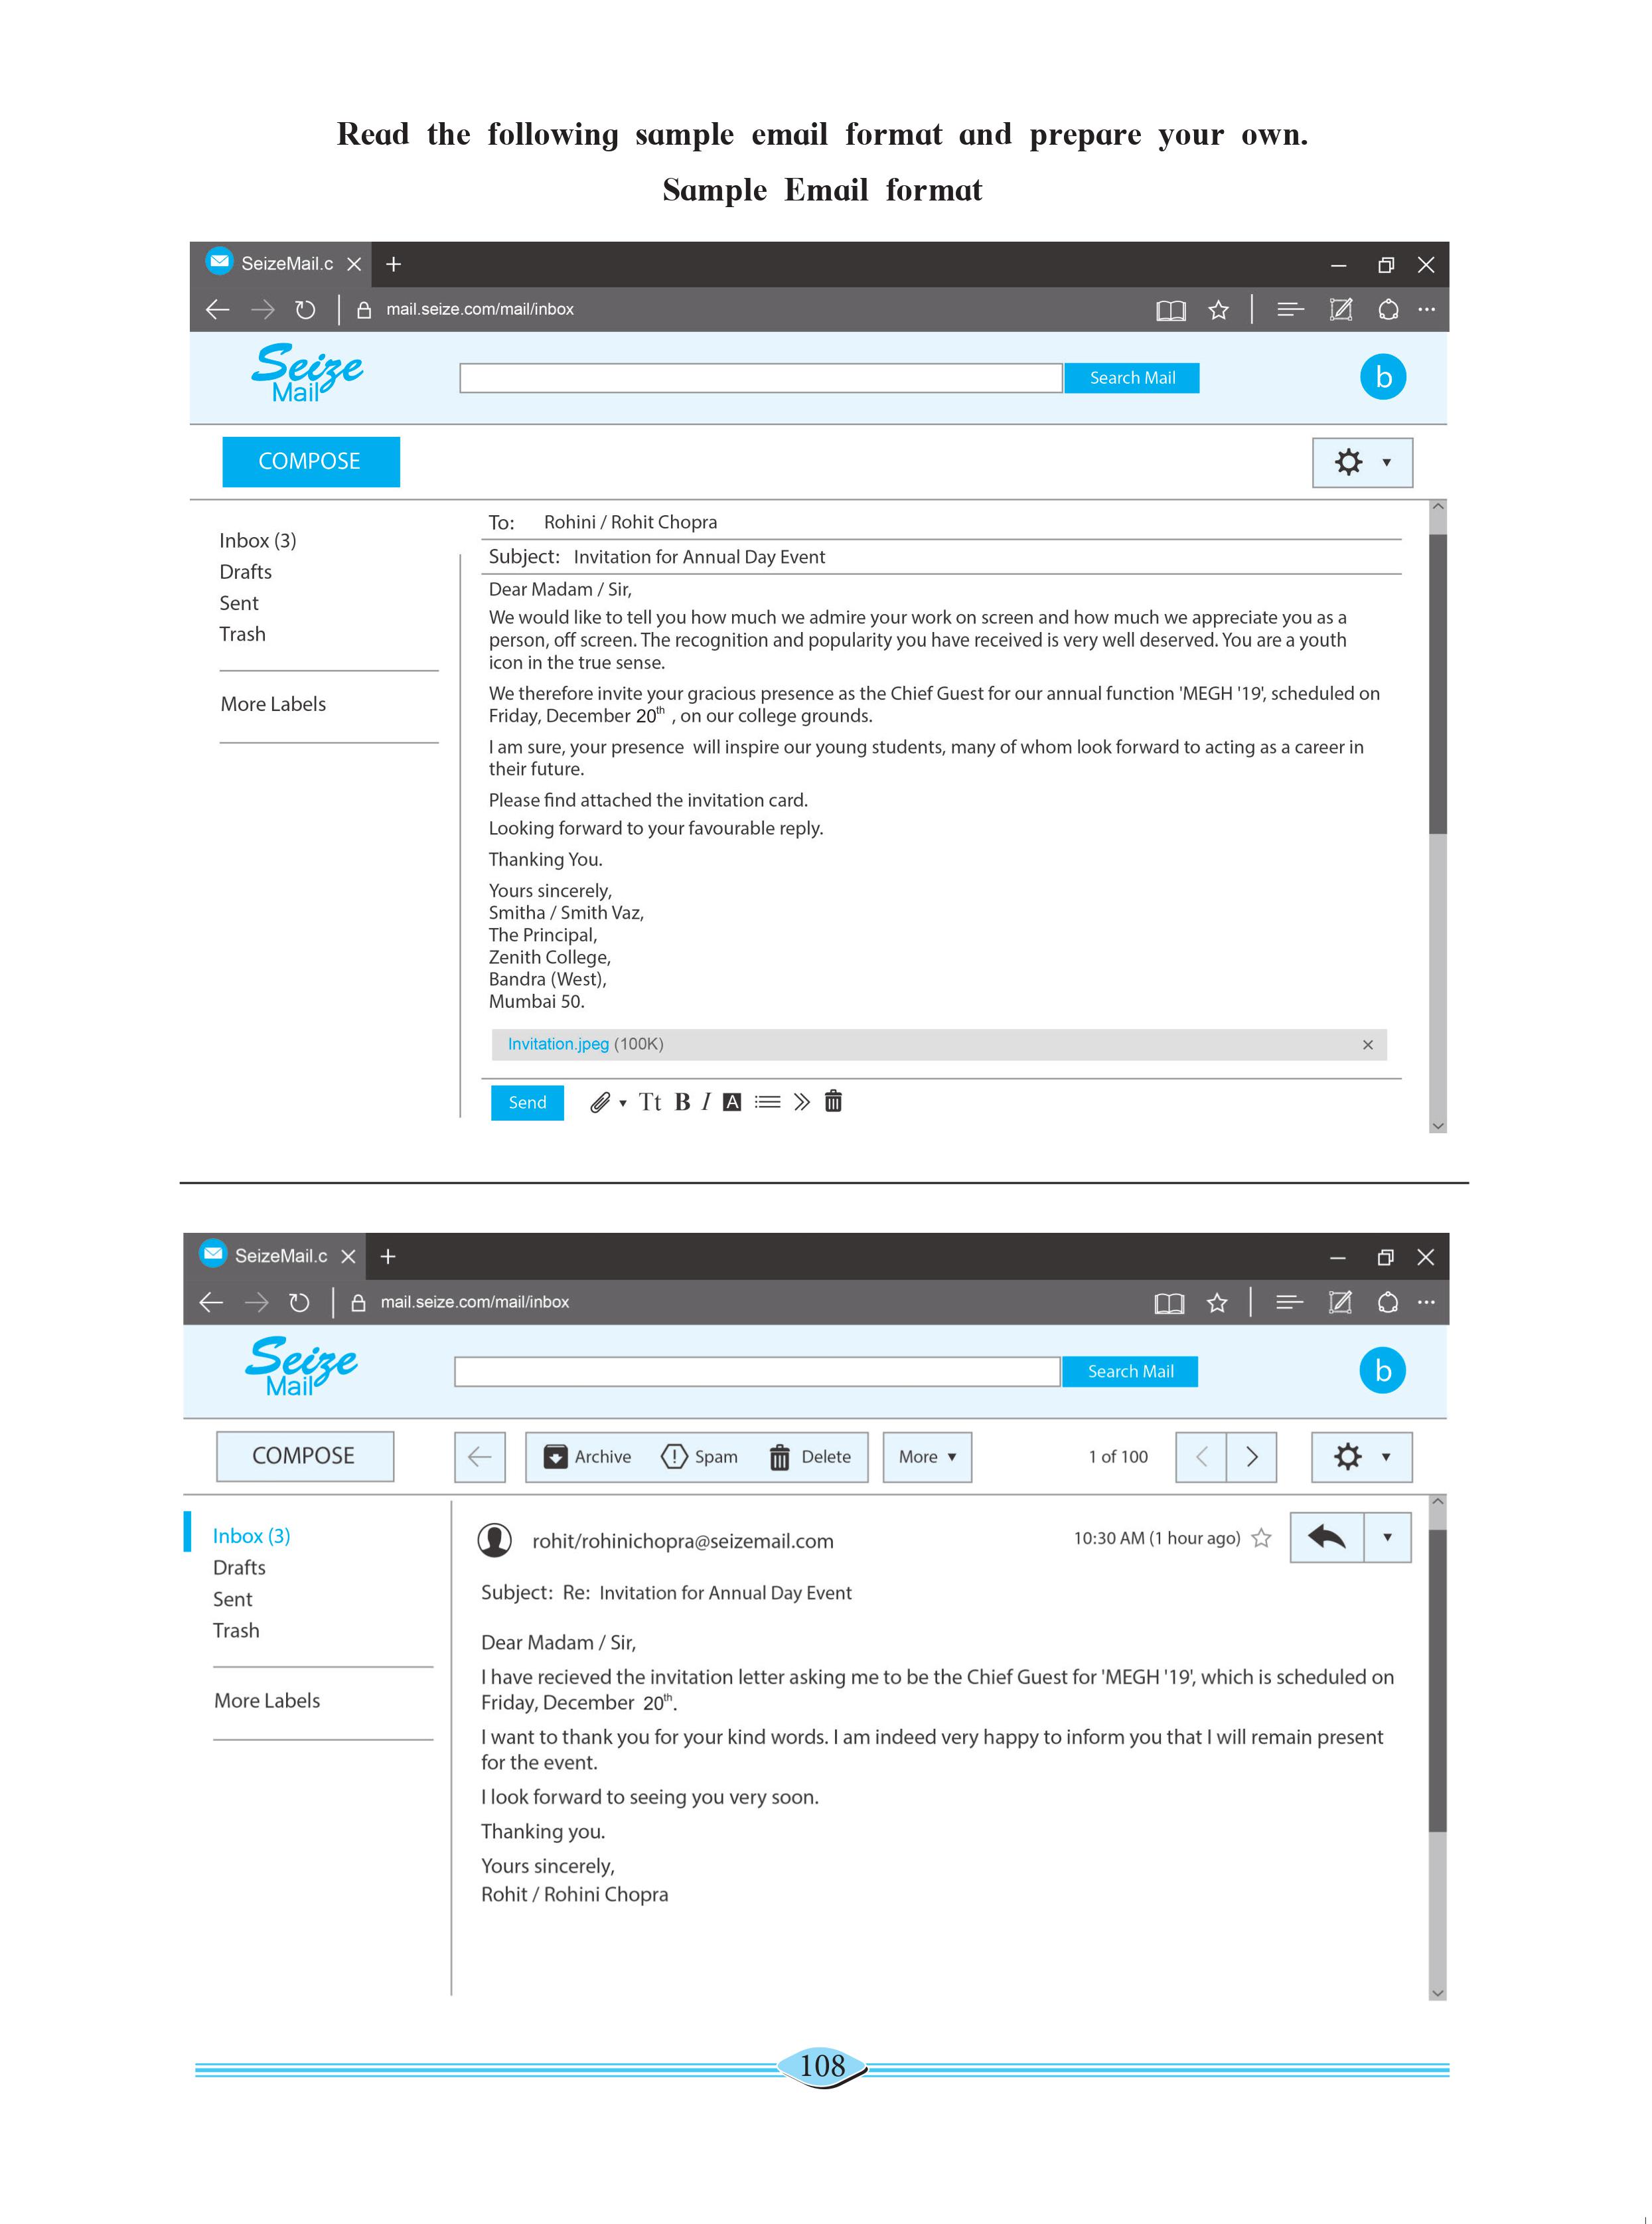 Read the following sample email format and prepare your own.
Sample Email format
SeizeMail.c
mail.seize.com/mail/inbox
Seize
Mail
Search Mail
b
COMPOSE
Inbox (3)
Drafts
Sent
Trash
More Labels
To: Rohini / Rohit Chopra
Subject: Invitation for Annual Day Event
Dear Madam / Sir,
We would like to tell you how much we admire your work on screen and how much we appreciate you as a
person, off screen. The recognition and popularity you have received is very well deserved. You are a youth
icon in the true sense.
We therefore invite your gracious presence as the Chief Guest for our annual function 'MEGH '19', scheduled on
Friday, December 20th , on our college grounds.
I am sure, your presence will inspire our young students, many of whom look forward to acting as a career in
their future.
Please find attached the invitation card.
Looking forward to your favourable reply.
Thanking You.
Yours sincerely,
Smitha / Smith Vaz,
The Principal,
Zenith College,
Bandra (West),
Mumbai 50.
Invitation.jpeg (100K)
Send Tt B I A
SeizeMail.c
mail.seize.com/mail/inbox
Seize
Mail
Search Mail
b
COMPOSE
Archive Spam Delete More 1 of 100
Inbox (3)
Drafts
Sent
Trash
More Labels
rohit/rohinichopra@seizemail.com 10:30 AM (1 hour ago)
Subject: Re: Invitation for Annual Day Event
Dear Madam / Sir,
I have recieved the invitation letter asking me to be the Chief Guest for 'MEGH '19', which is scheduled on
Friday, December 20th.
I want to thank you for your kind words. I am indeed very happy to inform you that I will remain present
for the event.
I look forward to seeing you very soon.
Thanking you.
Yours sincerely,
Rohit / Rohini Chopra
108